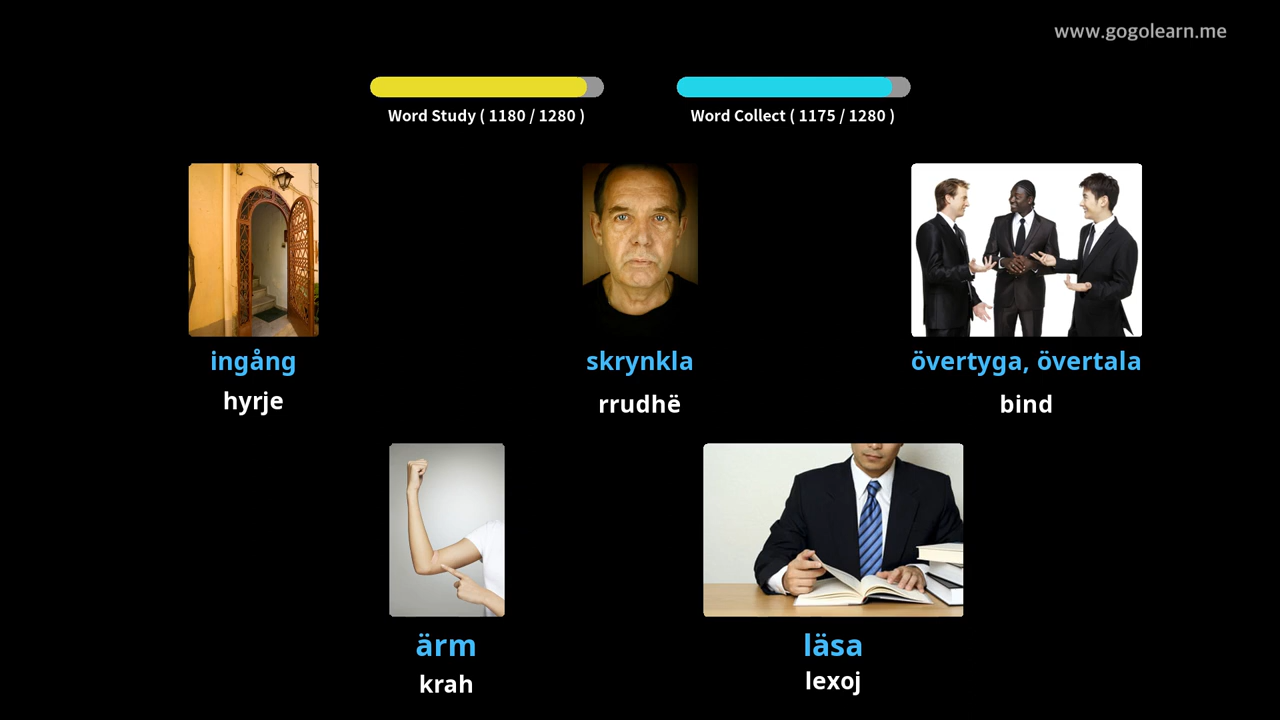 www.gogolearn.me
Word Study ( 1180 / 1280 )
Word Collect ( 1175 / 1280 )
ingång
hyrje
skrynkla
rrudhë
övertyga, övertala
bind
ärm
krah
läsa
lexoj